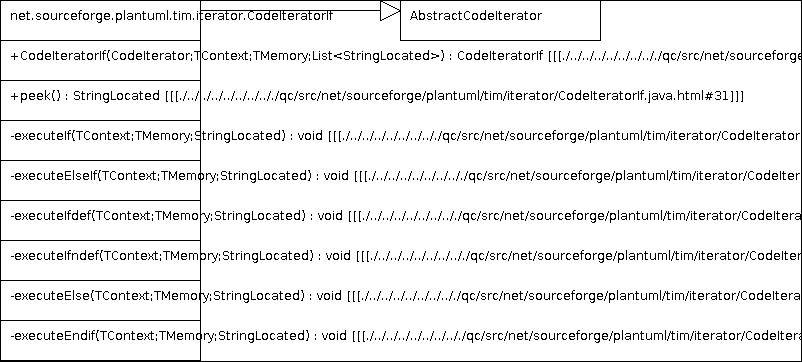 net.sourceforge.plantuml.tim.iterator.CodeIteratorIf
AbstractCodeIterator
+CodeIteratorIf(CodeIterator;TContext;TMemory;List<StringLocated>) : CodeIteratorIf [[[./../../../../../../../../qc/src/net/sourceforge
+peek() : StringLocated [[[./../../../../../../../../qc/src/net/sourceforge/plantuml/tim/iterator/CodeIteratorIf.java.html#31]]]
-executeIf(TContext;TMemory;StringLocated) : void [[[./../../../../../../../../qc/src/net/sourceforge/plantuml/tim/iterator/CodeIterator
-executeElseIf(TContext;TMemory;StringLocated) : void [[[./../../../../../../../../qc/src/net/sourceforge/plantuml/tim/iterator/CodeIter
-executeIfdef(TContext;TMemory;StringLocated) : void [[[./../../../../../../../../qc/src/net/sourceforge/plantuml/tim/iterator/CodeItera
-executeIfndef(TContext;TMemory;StringLocated) : void [[[./../../../../../../../../qc/src/net/sourceforge/plantuml/tim/iterator/CodeItera
-executeElse(TContext;TMemory;StringLocated) : void [[[./../../../../../../../../qc/src/net/sourceforge/plantuml/tim/iterator/CodeItera
-executeEndif(TContext;TMemory;StringLocated) : void [[[./../../../../../../../../qc/src/net/sourceforge/plantuml/tim/iterator/CodeItera